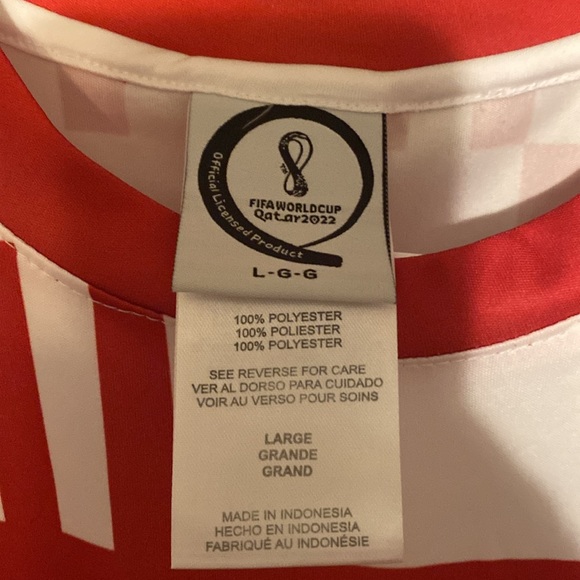 TM
FIFA WORLD CUP
Qatar2022
Official Licensed Product
L-G-G
100% POLYESTER
100% POLIESTER
100% POLYESTER
SEE REVERSE FOR CARE
VER AL DORSO PARA CUIDADO
VOIR AU VERSO POUR SOINS
LARGE
GRANDE
GRAND
MADE IN INDONESIA
HECHO EN INDONESIA
FABRIQUÉ AU INDONÉSIE